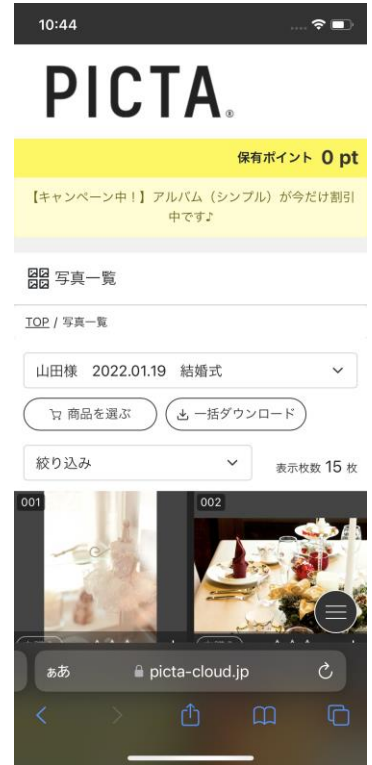 10:44
PICTA®
保有ポイント 0 pt
【キャンペーン中！】アルバム（シンプル）が今だけ割引
中です♪
写真一覧
TOP / 写真一覧
山田様　2022.01.19　結婚式
商品を選ぶ
一括ダウンロード
絞り込み
表示枚数 15 枚
001
002
ぁあ
picta-cloud.jp